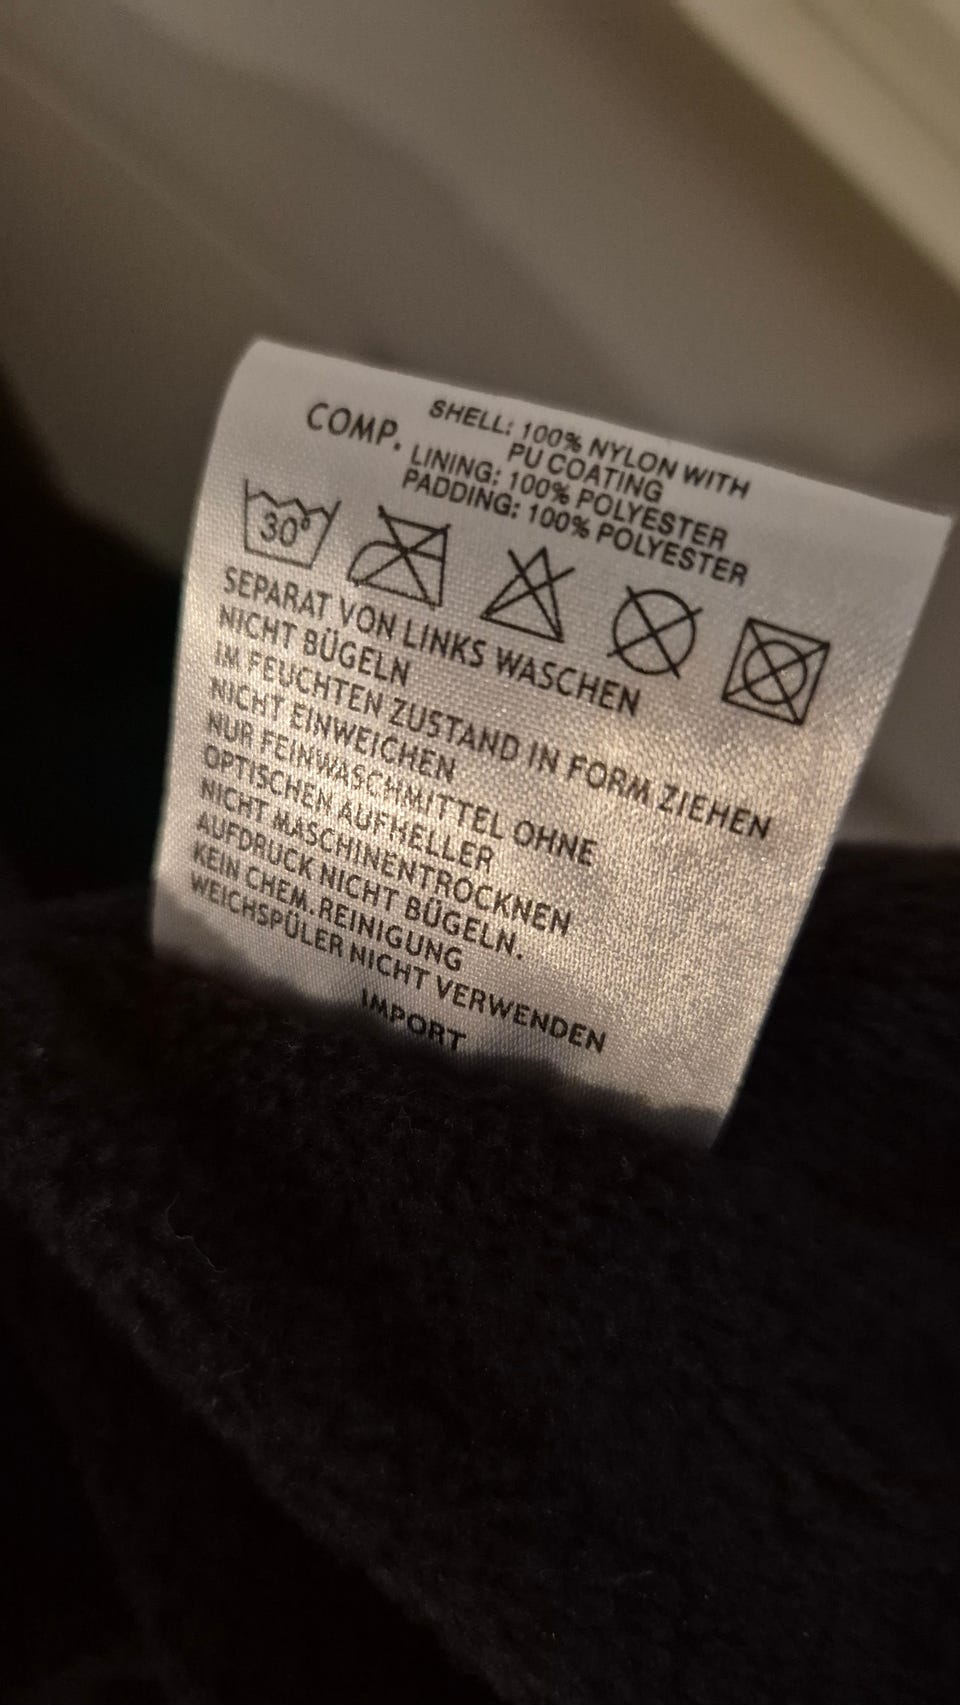 COMP. SHELL: 100% NYLON WITH
PU COATING
LINING: 100% POLYESTER
PADDING: 100% POLYESTER
30°
SEPARAT VON LINKS WASCHEN
NICHT BÜGELN
IM FEUCHTEN ZUSTAND IN FORM ZIEHEN
NICHT EINWEICHEN
NUR FEINWASCHMITTEL OHNE
OPTISCHEN AUFHELLER
NICHT MASCHINENTROCKNEN
AUFDRUCK NICHT BÜGELN.
KEIN CHEM. REINIGUNG
WEICHSPÜLER NICHT VERWENDEN
IMPORT